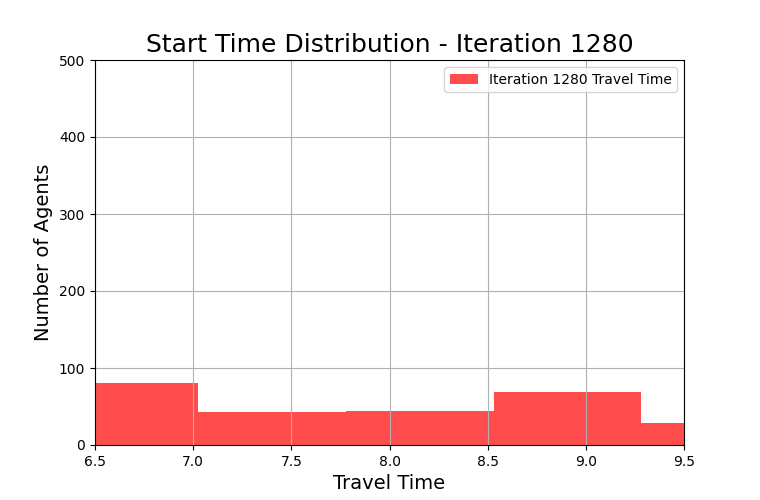 Start Time Distribution - Iteration 1280
Iteration 1280 Travel Time
Number of Agents
500
400
300
200
100
0
6.5 7.0 7.5 8.0 8.5 9.0 9.5
Travel Time